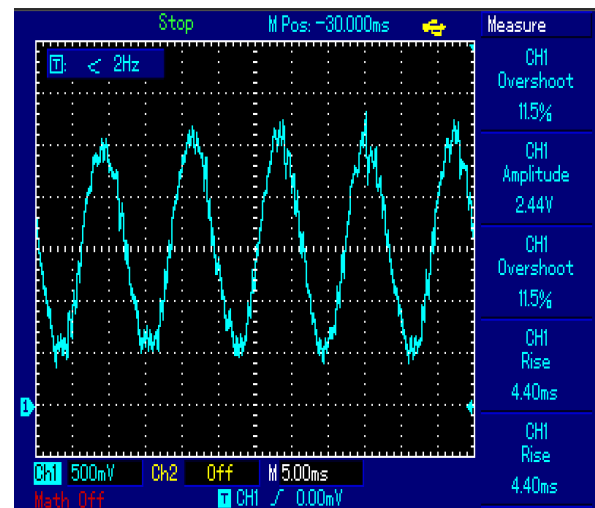 Stop M Pos: -30.000ms Measure
T: < 2Hz
CH1
Overshoot
11.5%
CH1
Amplitude
2.44V
CH1
Overshoot
11.5%
CH1
Rise
4.40ms
CH1
Rise
4.40ms
1
Ch1 500mV Ch2 Off M 5.00ms
Math Off T CH1 / 0.00mV